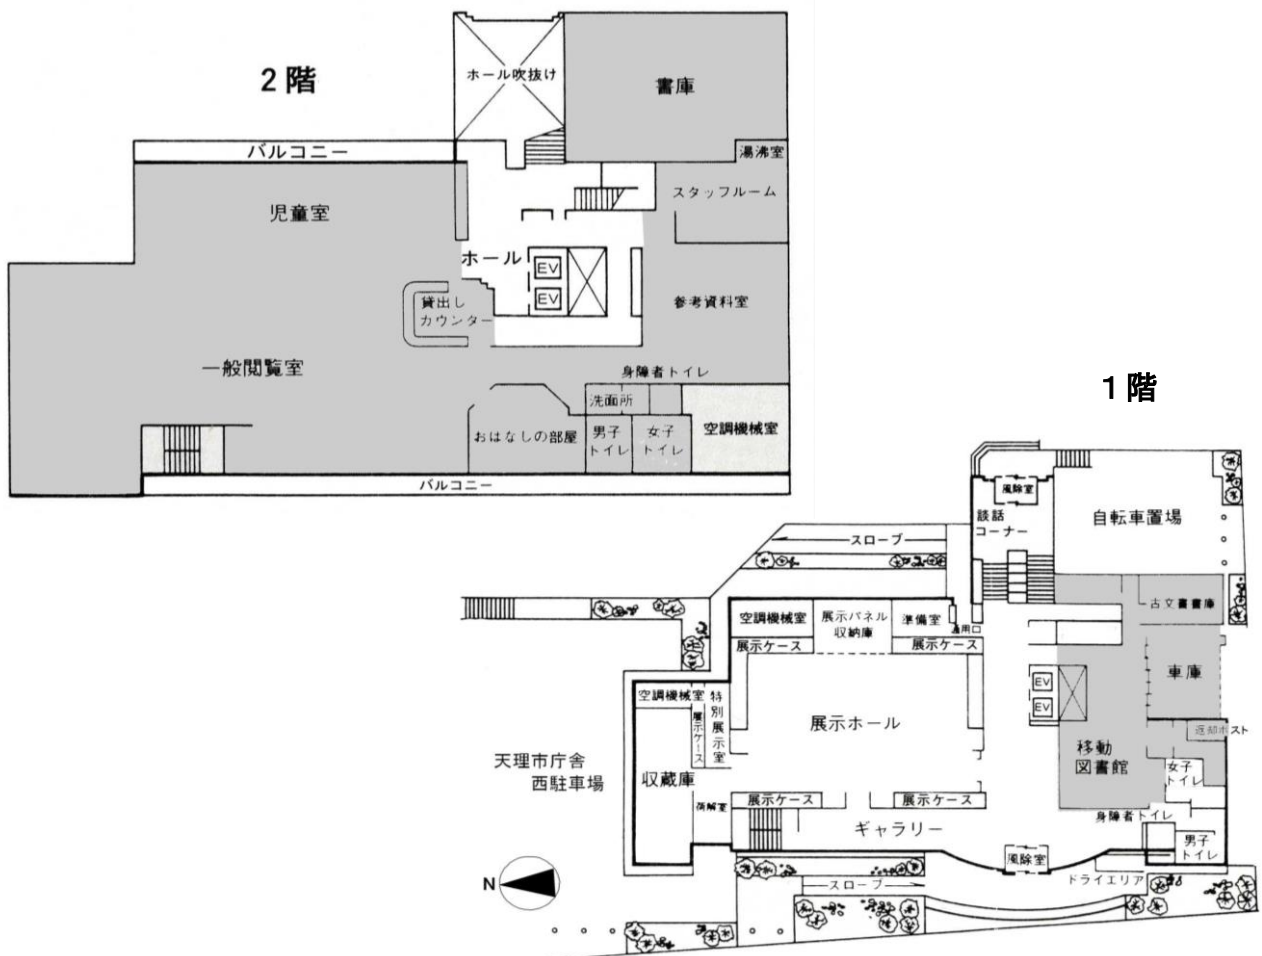 2階
ホール吹抜け
書庫
バルコニー
湯沸室
スタッフルーム
児童室
ホール
EV
EV
貸出し
カウンター
参考資料室
一般閲覧室
身障者トイレ
洗面所
おはなしの部屋
男子
トイレ
女子
トイレ
空調機械室
バルコニー
1階
風除室
談話
コーナー
自転車置場
スロープ
空調機械室
展示パネル
収納庫
準備室
通用口
古文書書庫
展示ケース
展示ケース
車庫
空調機械室
特別展示室
展示ケース
EV
EV
展示ホール
返却ポスト
移動
図書館
女子
トイレ
天理市庁舎
西駐車場
収蔵庫
荷解室
展示ケース
展示ケース
身障者トイレ
ギャラリー
男子
トイレ
風除室
ドライエリア
スロープ
N